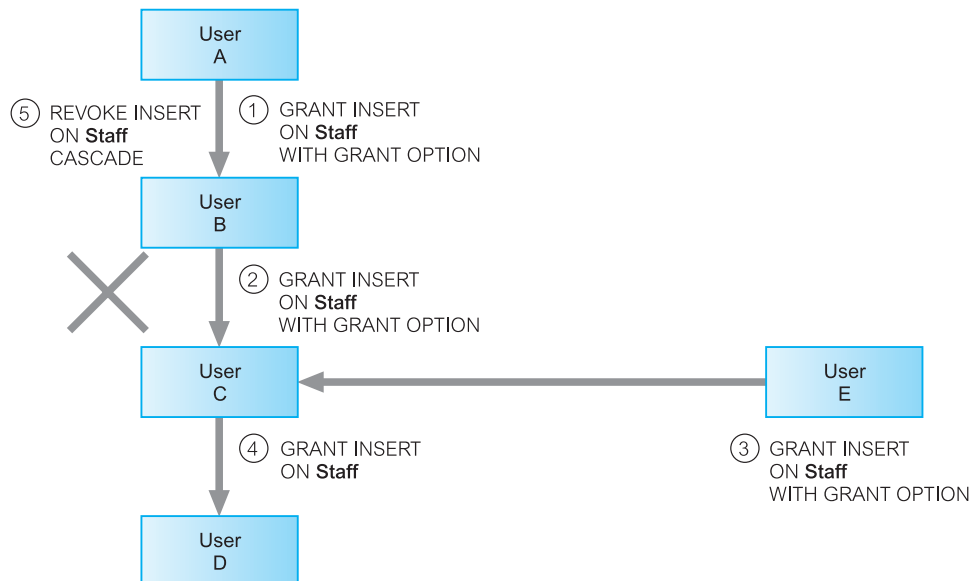 User
A
5 REVOKE INSERT
ON Staff
CASCADE
1 GRANT INSERT
ON Staff
WITH GRANT OPTION
User
B
2 GRANT INSERT
ON Staff
WITH GRANT OPTION
User
C
User
E
4 GRANT INSERT
ON Staff
3 GRANT INSERT
ON Staff
WITH GRANT OPTION
User
D